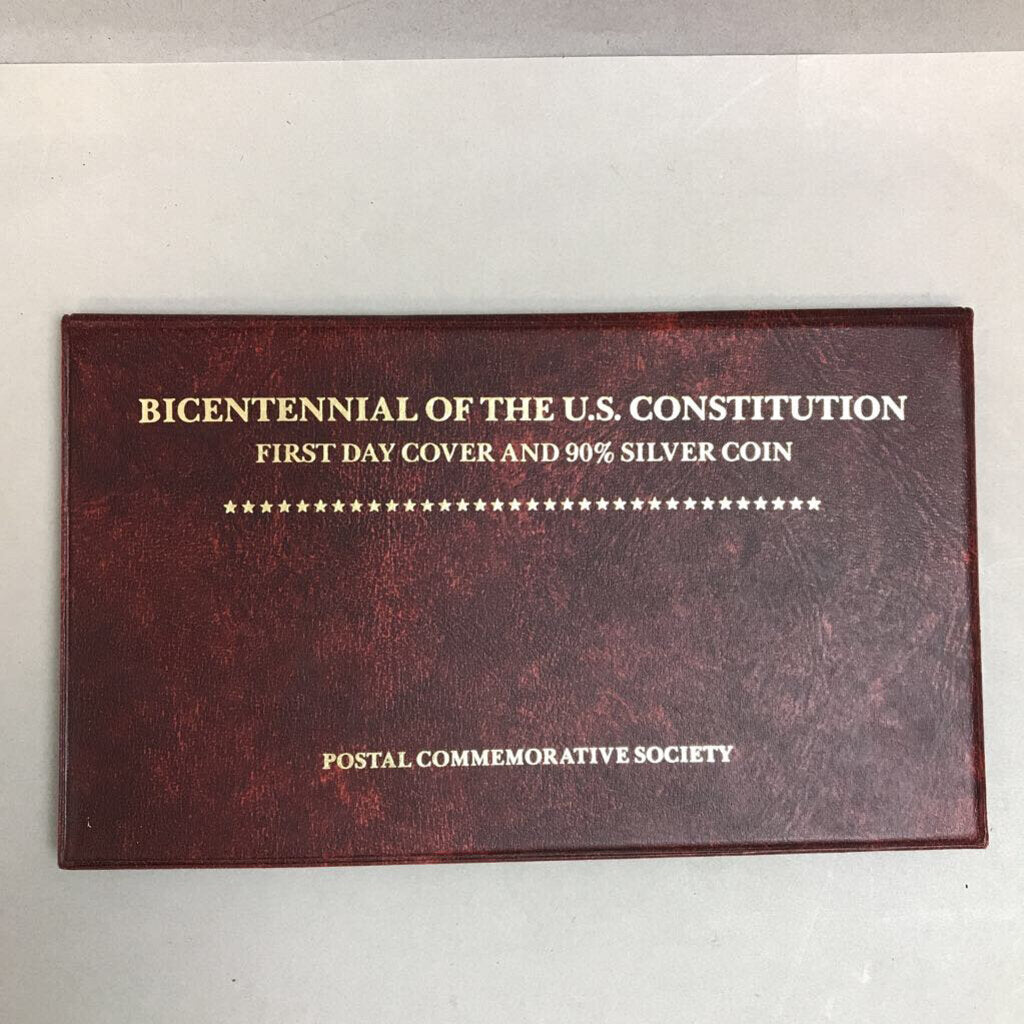 BICENTENNIAL OF THE U.S. CONSTITUTION
FIRST DAY COVER AND 90% SILVER COIN
POSTAL COMMEMORATIVE SOCIETY